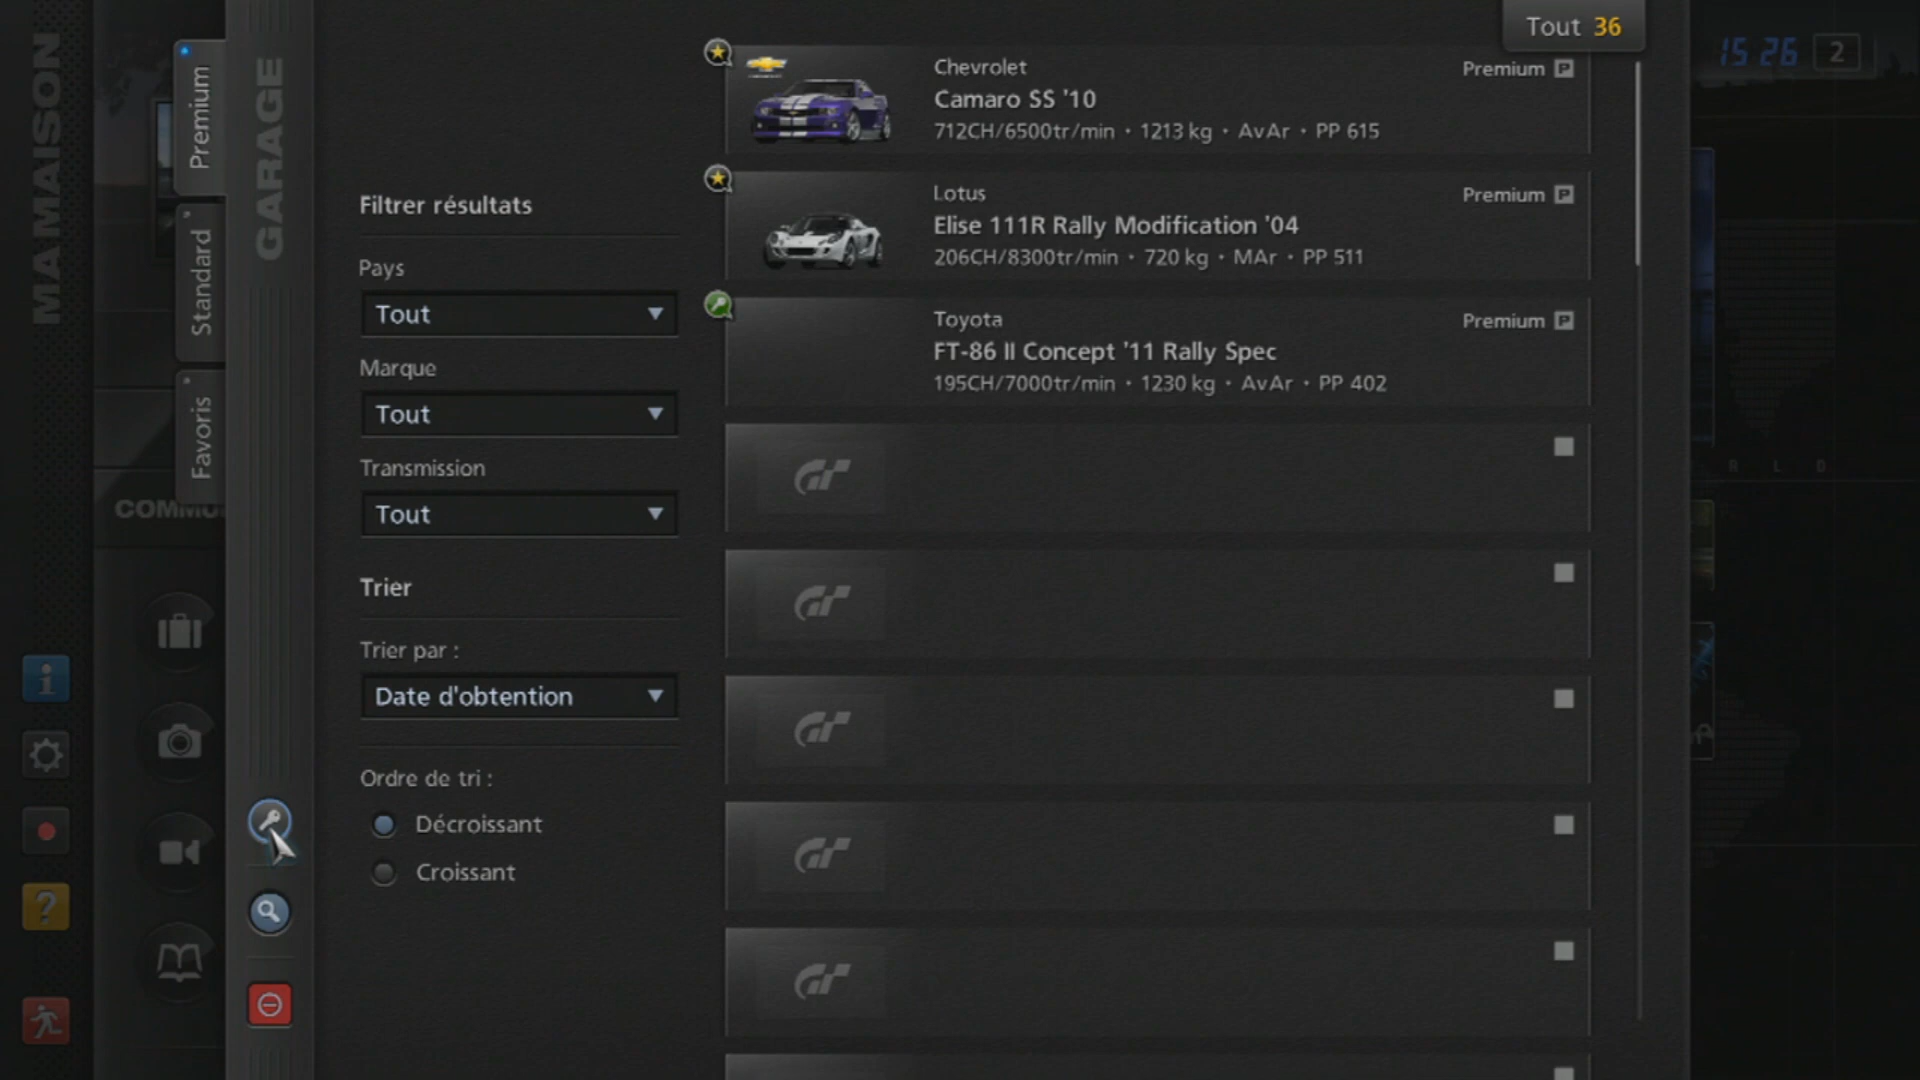 MA MAISON
Premium
Standard
Favoris
GARAGE
Tout 36
15 26
2
Filtrer résultats
Pays
Tout
Marque
Tout
Transmission
Tout
Trier
Trier par :
Date d'obtention
Ordre de tri :
Décroissant
Croissant
Chevrolet
Premium P
Camaro SS '10
712CH/6500tr/min • 1213 kg • AvAr • PP 615
Lotus
Premium P
Elise 111R Rally Modification '04
206CH/8300tr/min • 720 kg • MAr • PP 511
Toyota
Premium P
FT-86 II Concept '11 Rally Spec
195CH/7000tr/min • 1230 kg • AvAr • PP 402
R L D